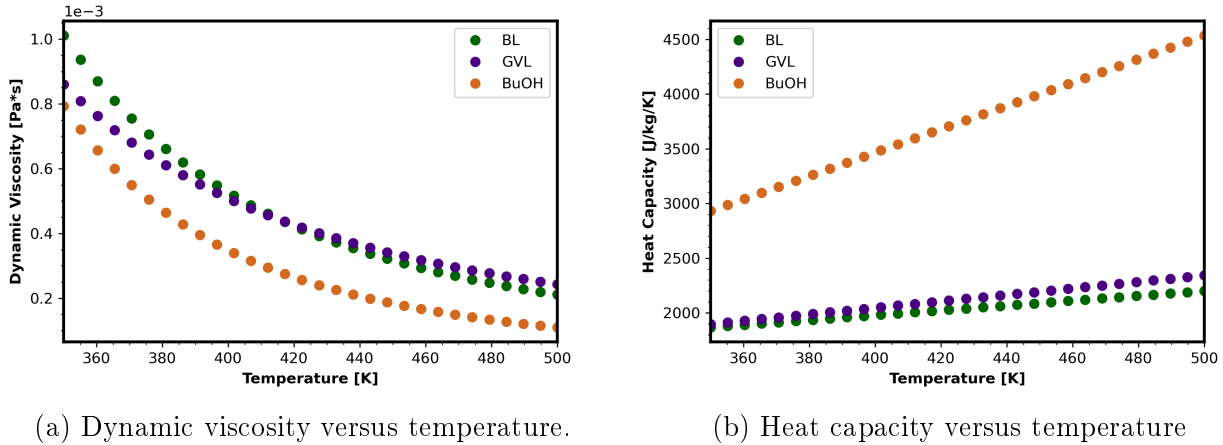 1e−3
Dynamic Viscosity [Pa*s]
1.0
0.8
0.6
0.4
0.2
360 380 400 420 440 460 480 500
Temperature [K]
BL
GVL
BuOH
(a) Dynamic viscosity versus temperature.
Heat Capacity [J/kg/K]
4500
4000
3500
3000
2500
2000
360 380 400 420 440 460 480 500
Temperature [K]
BL
GVL
BuOH
(b) Heat capacity versus temperature